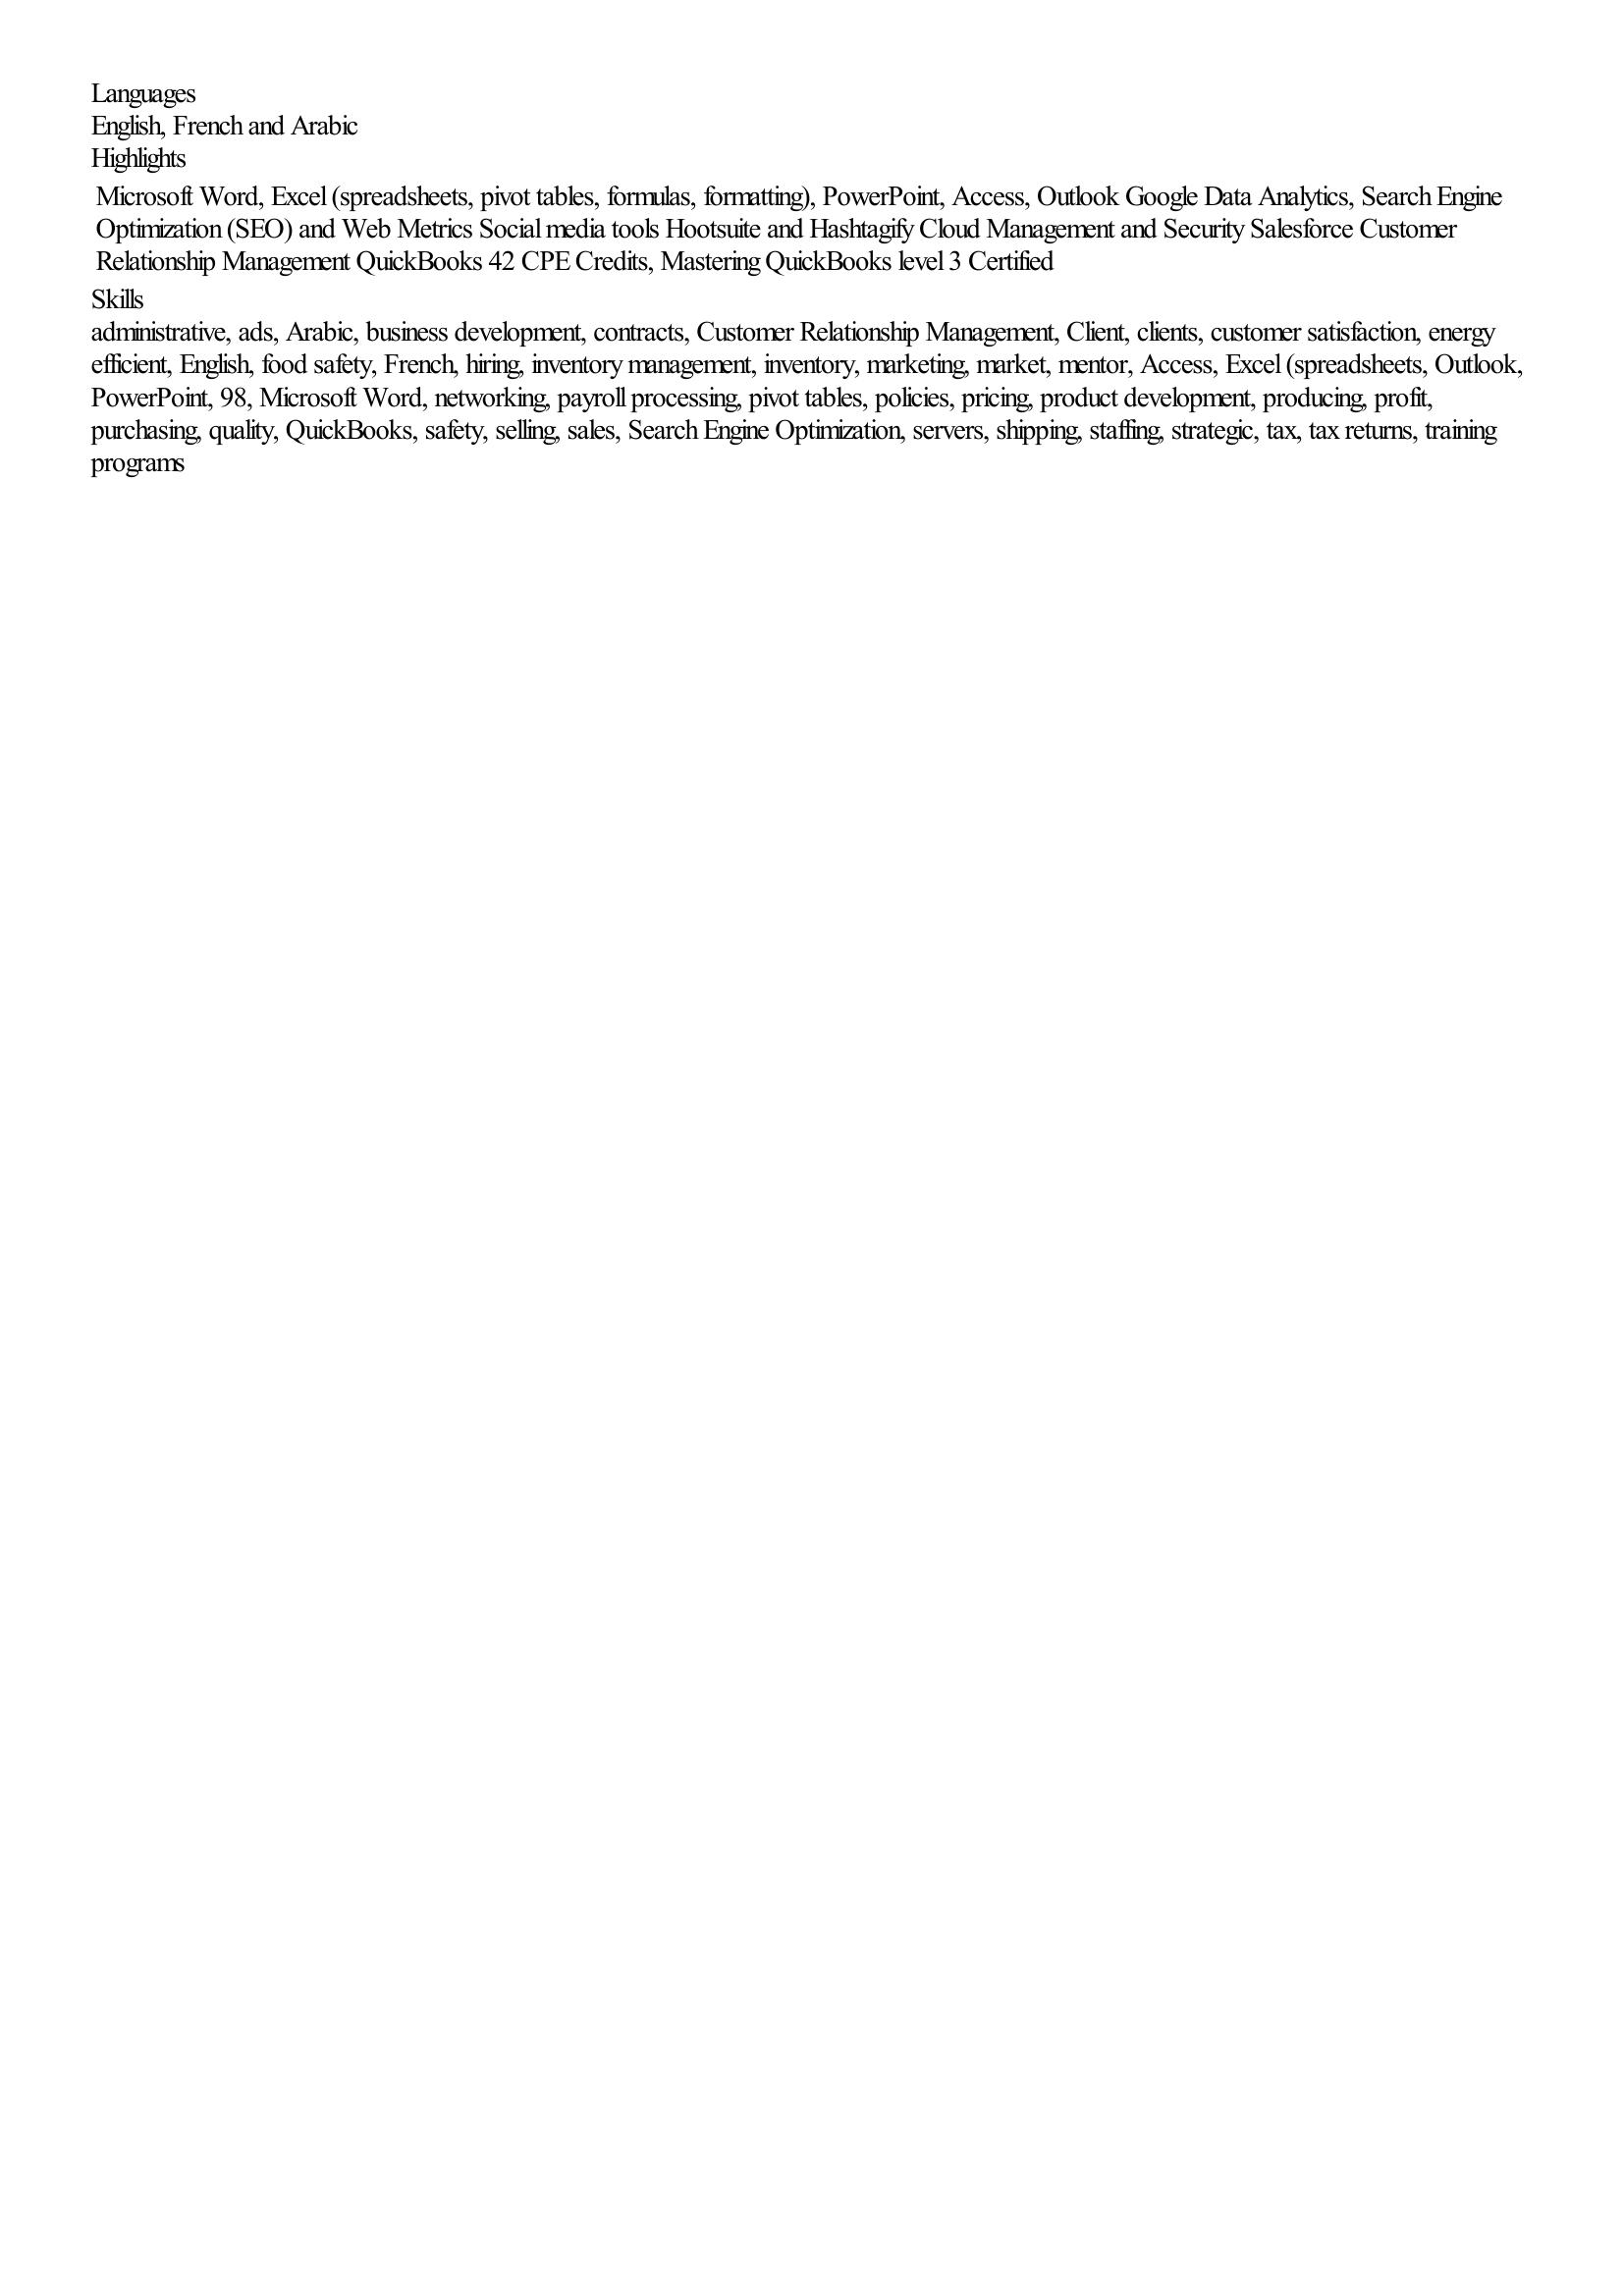 Languages
English, French and Arabic
Highlights
Microsoft Word, Excel (spreadsheets, pivot tables, formulas, formatting), PowerPoint, Access, Outlook Google Data Analytics, Search Engine
Optimization (SEO) and Web Metrics Social media tools Hootsuite and Hashtagify Cloud Management and Security Salesforce Customer
Relationship Management QuickBooks 42 CPE Credits, Mastering QuickBooks level 3 Certified
Skills
administrative, ads, Arabic, business development, contracts, Customer Relationship Management, Client, clients, customer satisfaction, energy
efficient, English, food safety, French, hiring, inventory management, inventory, marketing, market, mentor, Access, Excel (spreadsheets, Outlook,
PowerPoint, 98, Microsoft Word, networking, payroll processing, pivot tables, policies, pricing, product development, producing, profit,
purchasing, quality, QuickBooks, safety, selling, sales, Search Engine Optimization, servers, shipping, staffing, strategic, tax, tax returns, training
programs